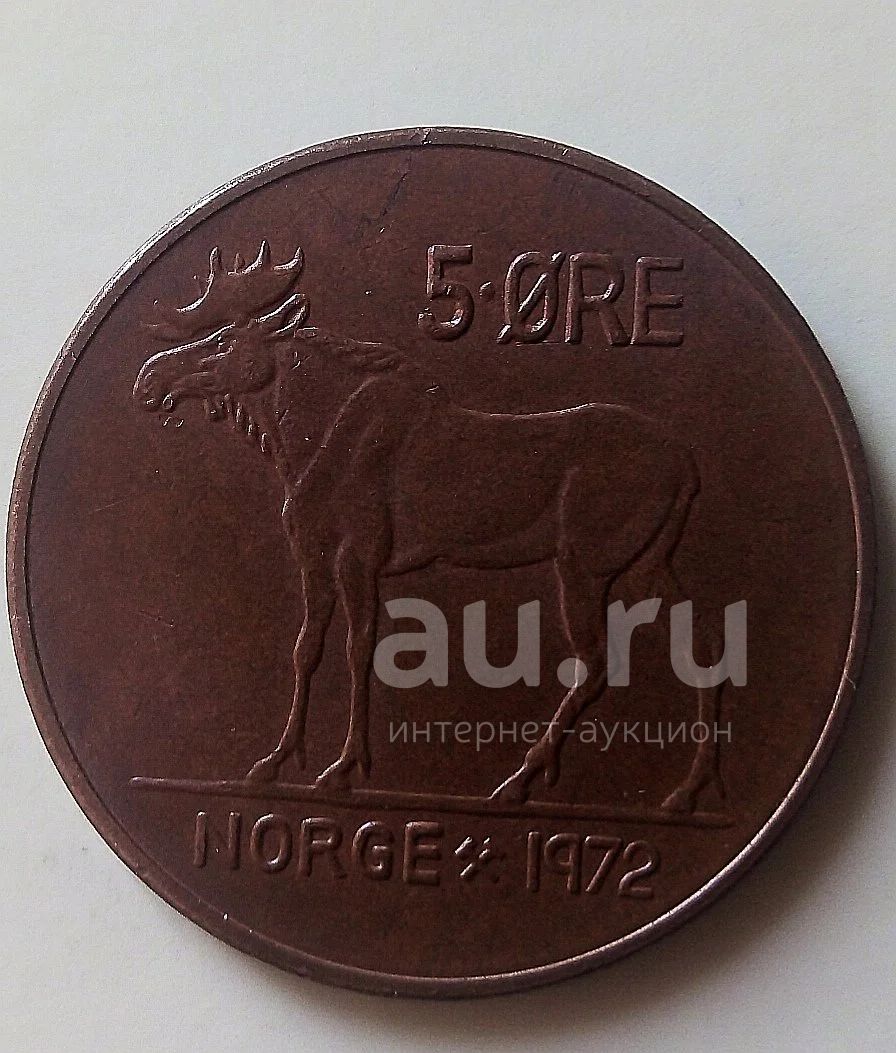 5·ØRE
au.ru
интернет-аукцион
NORGE ⚒ 1972